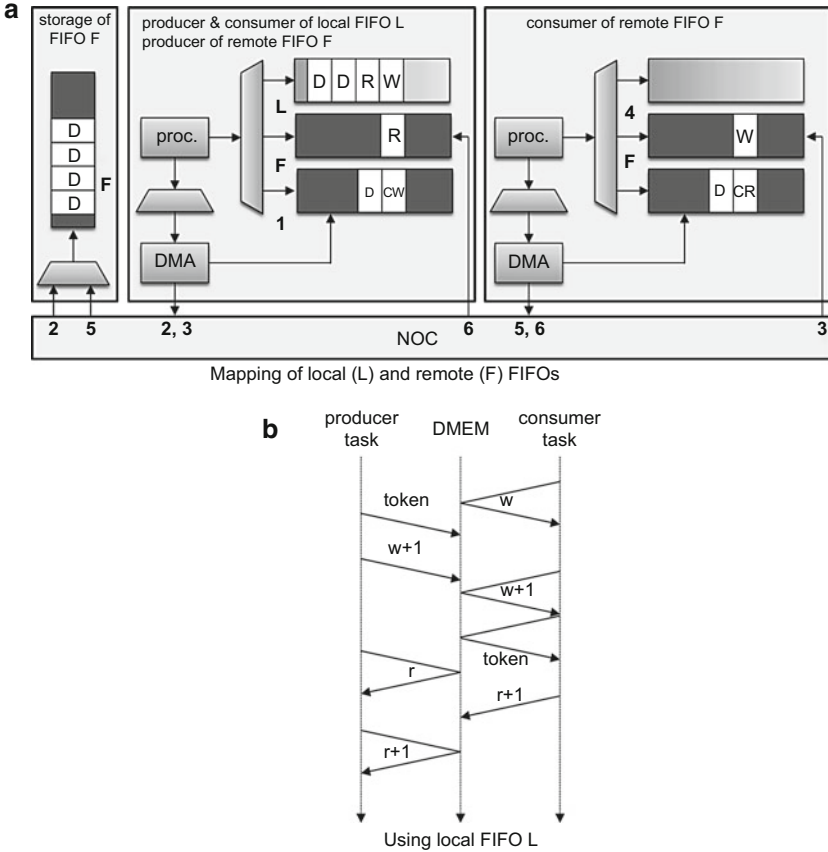 a
storage of
FIFO F
producer & consumer of local FIFO L
producer of remote FIFO F
consumer of remote FIFO F
D D R W
L
proc.
R
F
D CW
1
DMA
D
D
D
D
F
4
proc.
W
F
D CR
DMA
2 5
2, 3
6
5, 6
3
NOC
Mapping of local (L) and remote (F) FIFOs
b
producer
task
DMEM
consumer
task
w
token
w+1
w+1
token
r
r+1
r+1
Using local FIFO L